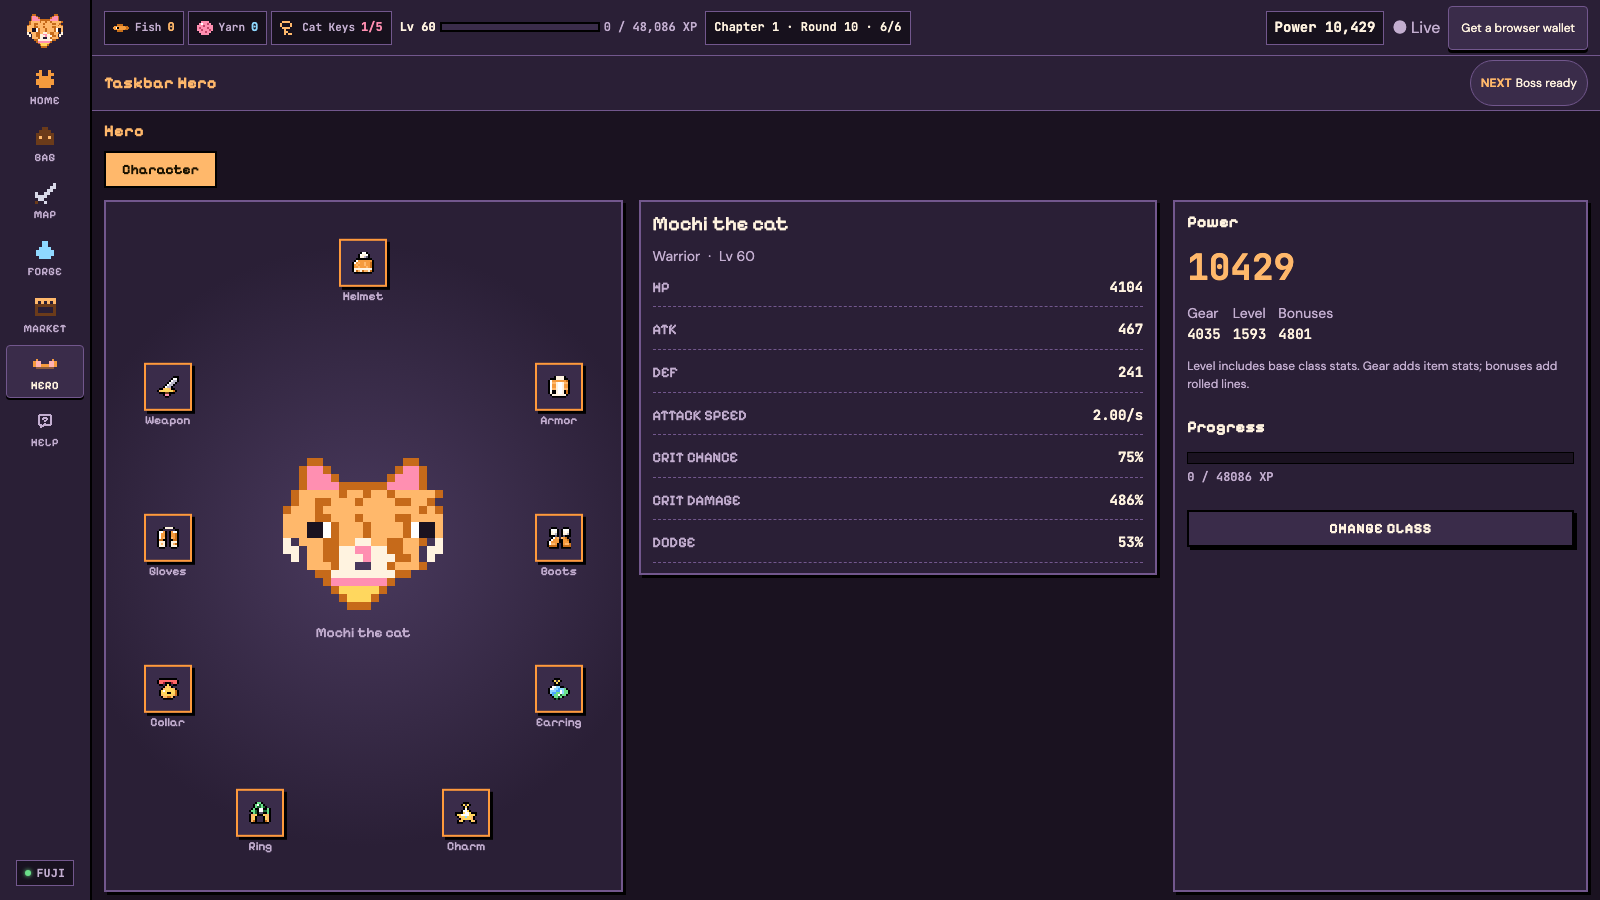 Fish 0
Yarn 0
Cat Keys 1/5
Lv 60
0 / 48,086 XP
Chapter 1 · Round 10 · 6/6
Power 10,429
Live
Get a browser wallet
HOME
BAG
MAP
FORGE
MARKET
HERO
HELP
FUJI
Taskbar Hero
NEXT Boss ready
Hero
Character
Helmet
Weapon
Armor
Gloves
Boots
Mochi the cat
Collar
Earring
Ring
Charm
Mochi the cat
Warrior · Lv 60
HP 4104
ATK 467
DEF 241
ATTACK SPEED 2.00/s
CRIT CHANCE 75%
CRIT DAMAGE 486%
DODGE 53%
Power
10429
Gear Level Bonuses
4035 1593 4801
Level includes base class stats. Gear adds item stats; bonuses add
rolled lines.
Progress
0 / 48086 XP
CHANGE CLASS